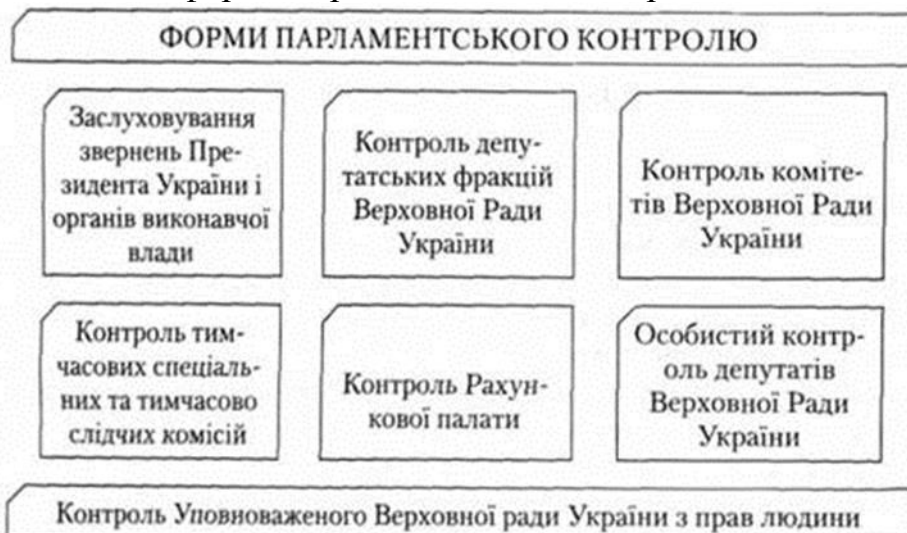 ФОРМИ ПАРЛАМЕНТСЬКОГО КОНТРОЛЮ
Заслуховування
звернень Пре-
зидента України і
органів виконавчої
влади
Контроль депу-
татських фракцій
Верховної Ради
України
Контроль коміте-
тів Верховної Ради
України
Контроль тим-
часових спеціаль-
них та тимчасово
слідчих комісій
Контроль Рахун-
кової палати
Особистий контр-
оль депутатів
Верховної Ради
України
Контроль Уповноваженого Верховної ради України з прав людини